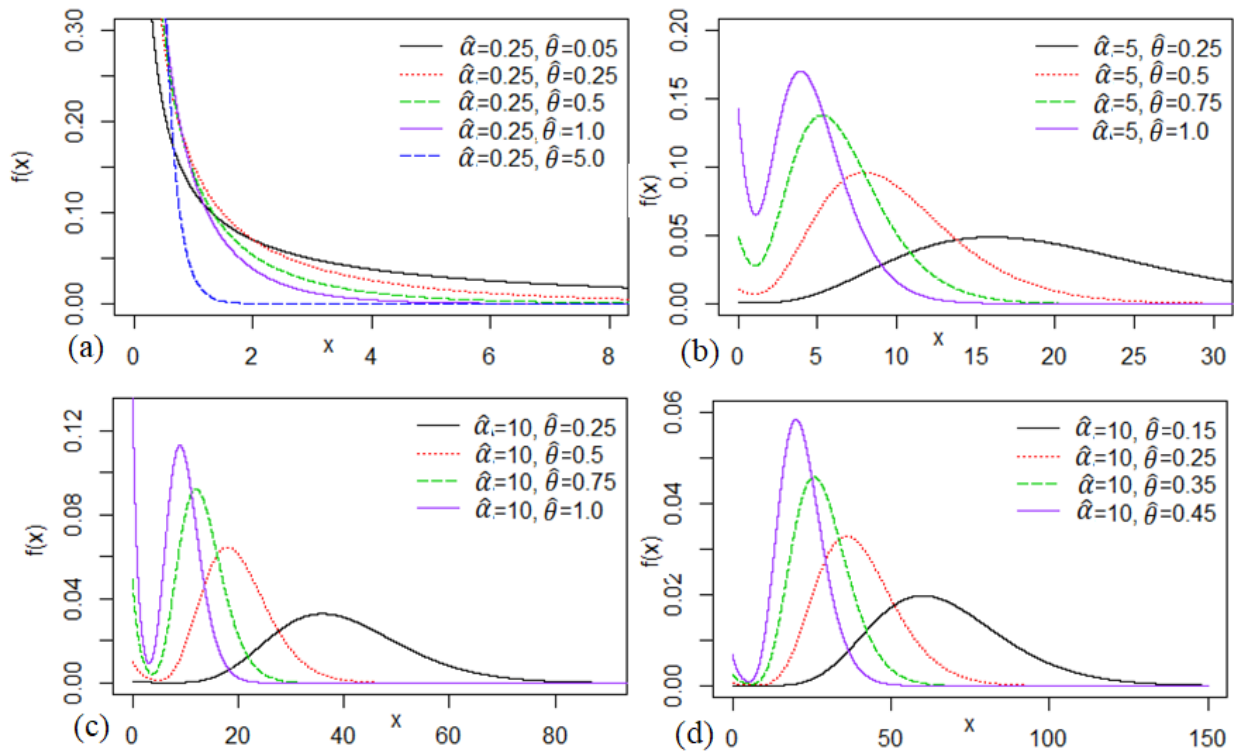 0.30
0.20
0.10
0.00
f(x)
α̂=0.25, θ̂=0.05
α̂.=0.25, θ̂=0.25
α̂.=0.25, θ̂=0.5
α̂.=0.25, θ̂=1.0
α̂.=0.25, θ̂=5.0
0 2 4 6 8
(a) x
0.20
0.15
0.10
0.05
0.00
f(x)
α̂.=5, θ̂=0.25
α̂.=5, θ̂=0.5
α̂.=5, θ̂=0.75
α̂.=5, θ̂=1.0
0 5 10 15 20 25 30
(b) x
0.12
0.08
0.04
0.00
f(x)
α̂.=10, θ̂=0.25
α̂.=10, θ̂=0.5
α̂.=10, θ̂=0.75
α̂.=10, θ̂=1.0
0 20 40 60 80
(c) x
0.06
0.04
0.02
0.00
f(x)
α̂.=10, θ̂=0.15
α̂.=10, θ̂=0.25
α̂.=10, θ̂=0.35
α̂.=10, θ̂=0.45
0 50 100 150
(d) x